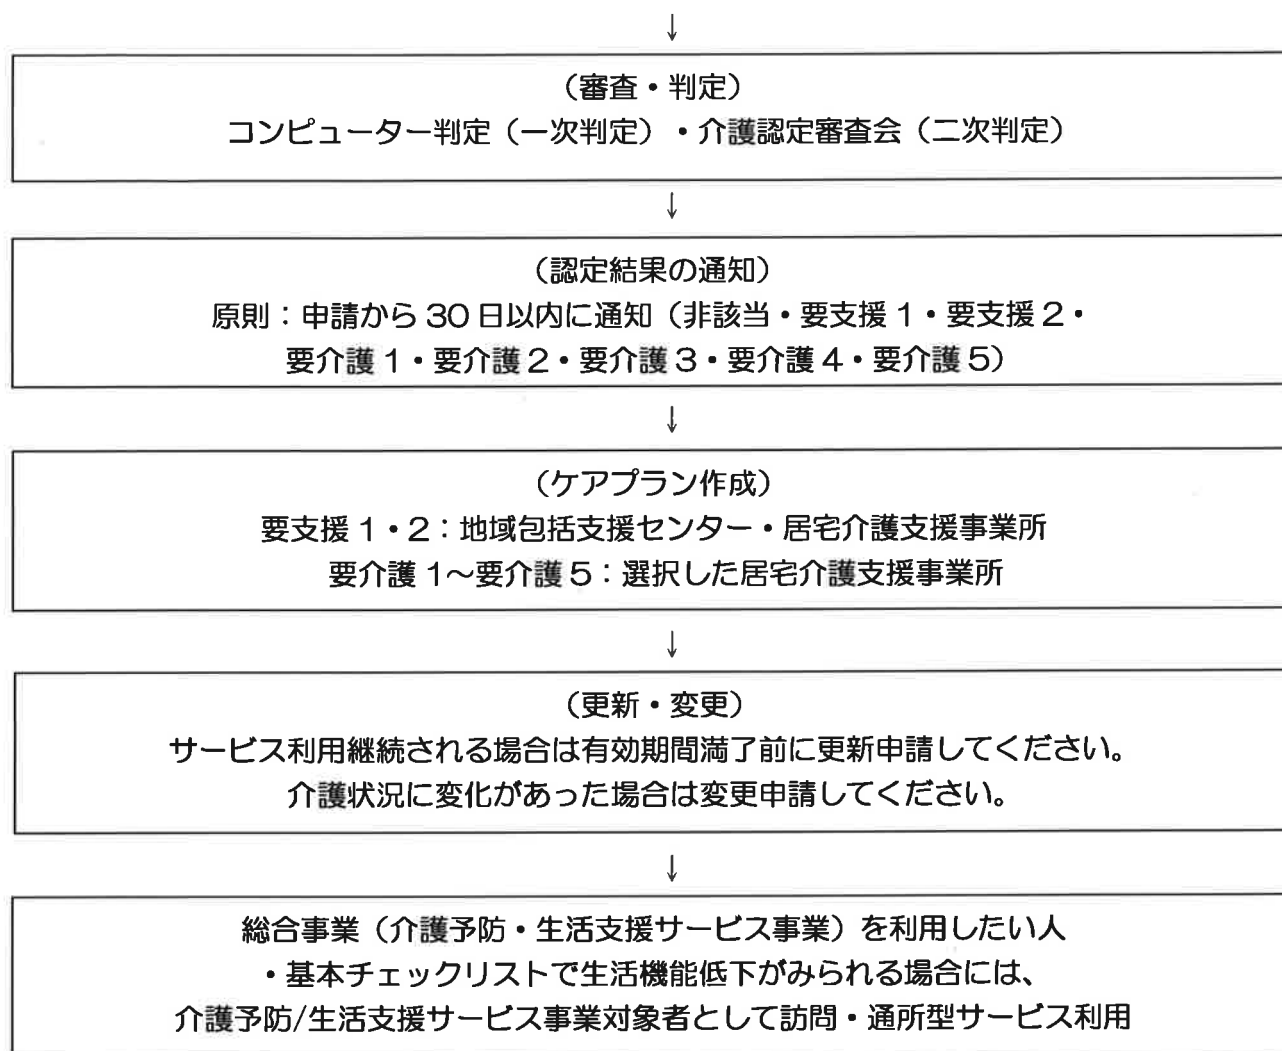 ↓
（審査・判定）
コンピューター判定（一次判定）・介護認定審査会（二次判定）
↓
（認定結果の通知）
原則：申請から 30 日以内に通知（非該当・要支援 1・要支援 2・
要介護 1・要介護 2・要介護 3・要介護 4・要介護 5）
↓
（ケアプラン作成）
要支援 1・2：地域包括支援センター・居宅介護支援事業所
要介護 1～要介護 5：選択した居宅介護支援事業所
↓
（更新・変更）
サービス利用継続される場合は有効期間満了前に更新申請してください。
介護状況に変化があった場合は変更申請してください。
↓
総合事業（介護予防・生活支援サービス事業）を利用したい人
・基本チェックリストで生活機能低下がみられる場合には、
介護予防/生活支援サービス事業対象者として訪問・通所型サービス利用